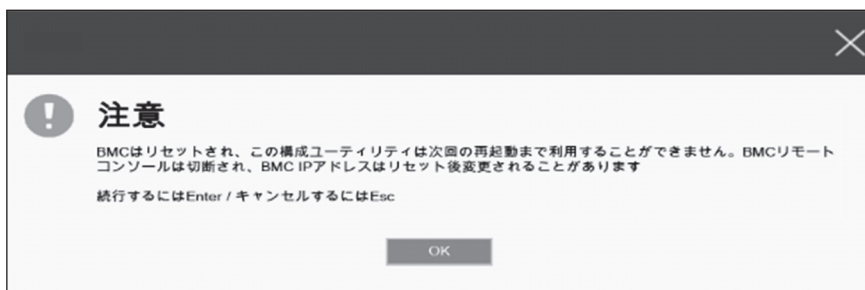 注意
BMCはリセットされ、この構成ユーティリティは次回の再起動まで利用することができません。BMCリモート
コンソールは切断され、BMC IPアドレスはリセット後変更されることがあります
続行するにはEnter / キャンセルするにはEsc
OK